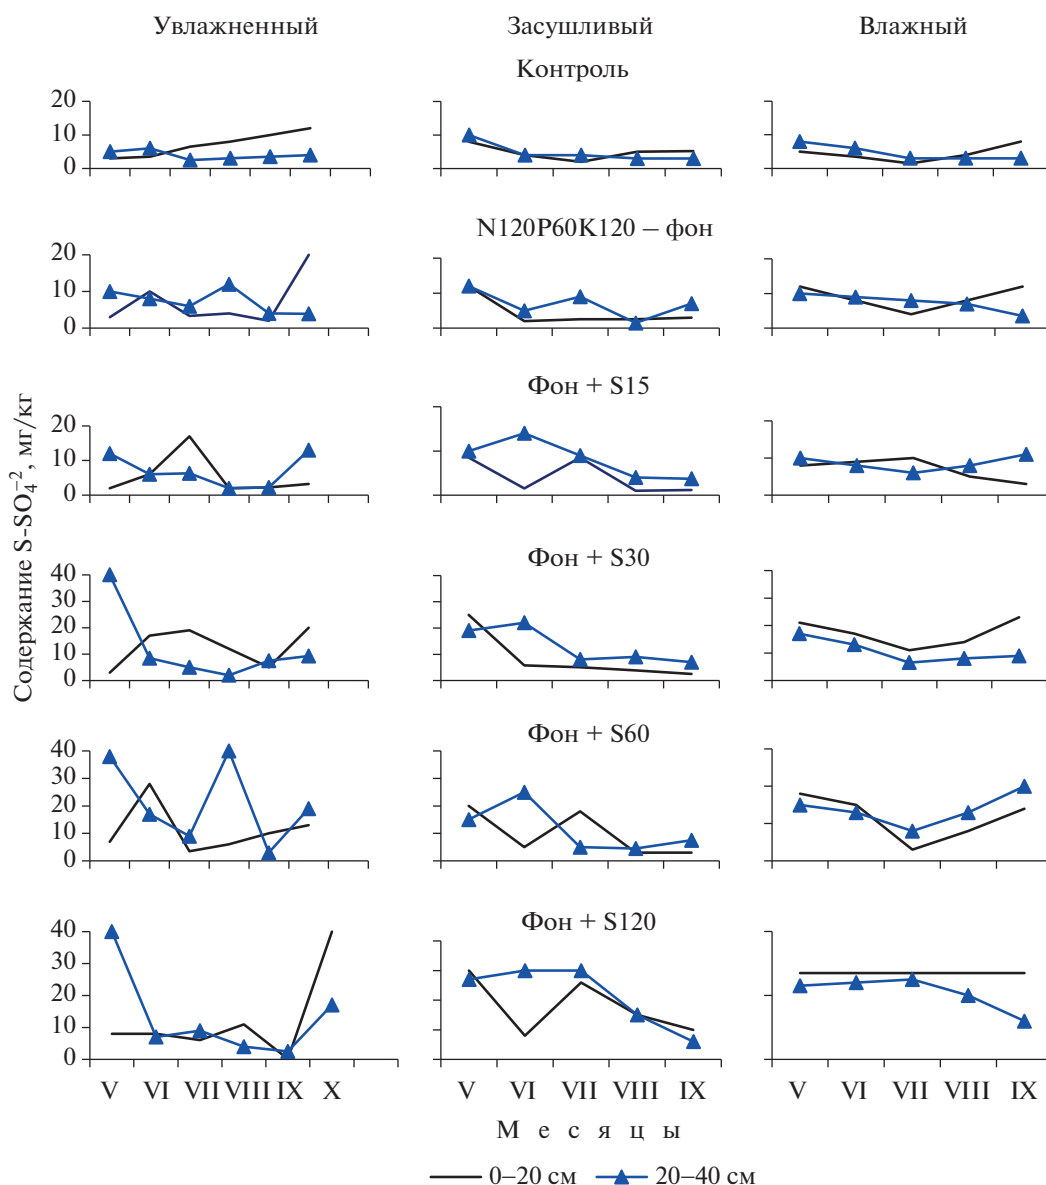 Увлажненный Засушливый Влажный
Контроль
20
10
0
N120P60K120 – фон
20
10
0
Фон + S15
20
10
0
Содержание S-SO₄⁻², мг/кг
Фон + S30
40
30
20
10
0
Фон + S60
40
30
20
10
0
Фон + S120
40
30
20
10
0
V VI VII VIII IX X V VI VII VIII IX V VI VII VIII IX
Месяцы
0–20 см 20–40 см